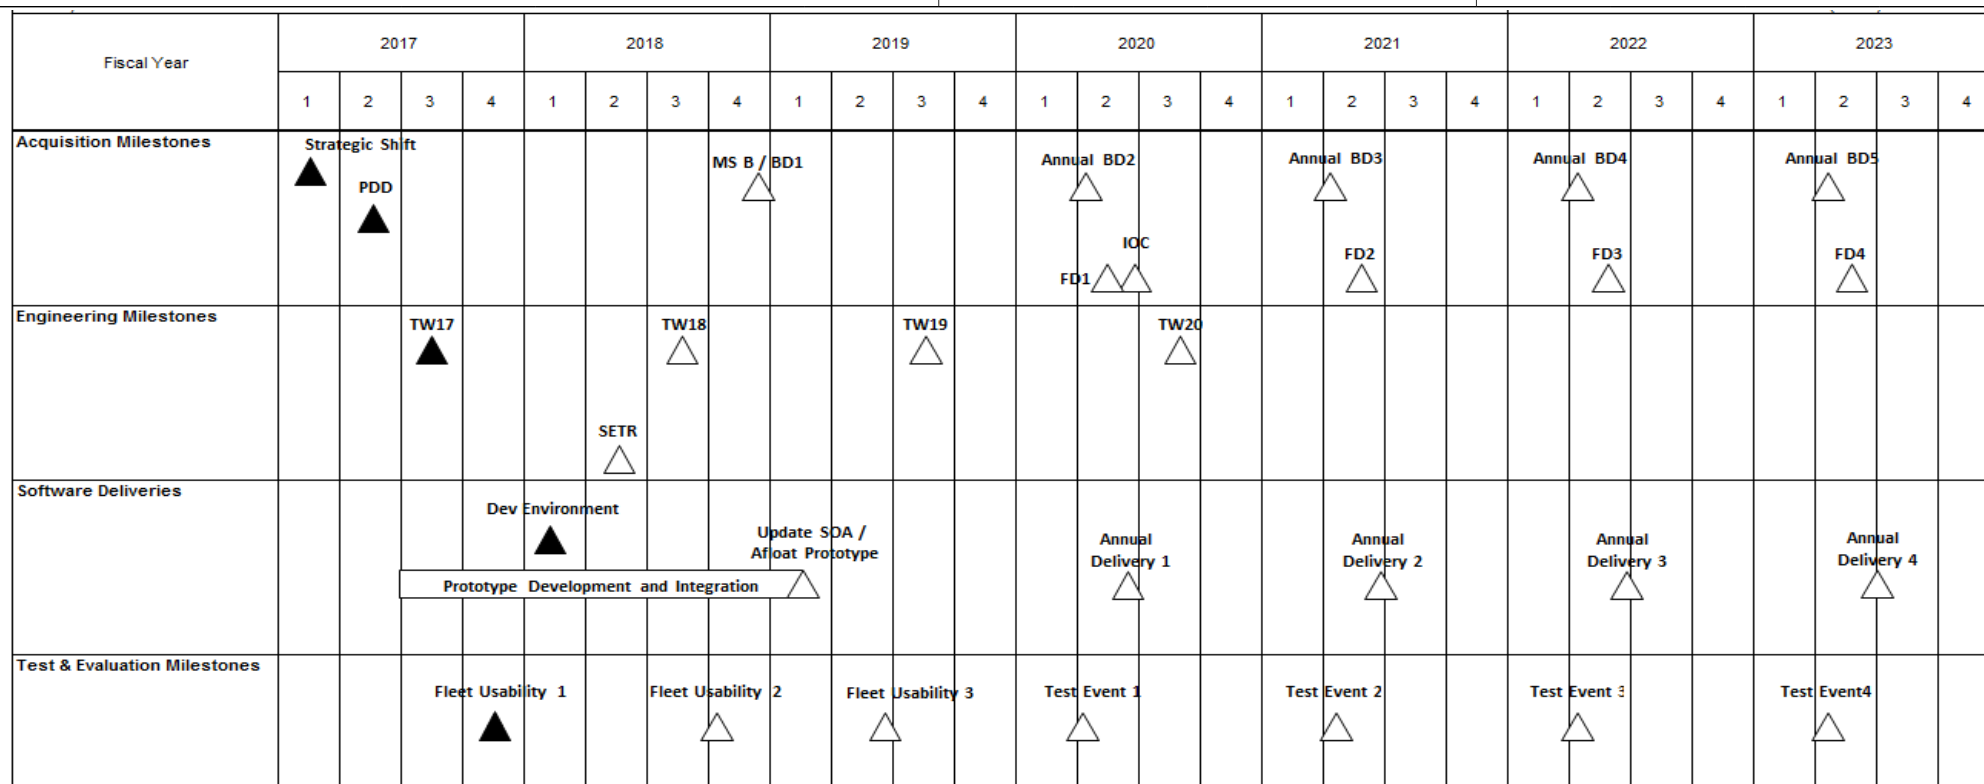 Fiscal Year
2017 2018 2019 2020 2021 2022 2023
1 2 3 4 1 2 3 4 1 2 3 4 1 2 3 4 1 2 3 4 1 2 3 4 1 2 3 4
Acquisition Milestones
Strategic Shift
PDD
MS B / BD1
Annual BD2
Annual BD3
Annual BD4
Annual BD5
IOC
FD1
FD2
FD3
FD4
Engineering Milestones
TW17
TW18
TW19
TW20
SETR
Software Deliveries
Dev Environment
Prototype Development and Integration
Update SOA /
Afloat Prototype
Annual
Delivery 1
Annual
Delivery 2
Annual
Delivery 3
Annual
Delivery 4
Test & Evaluation Milestones
Fleet Usability 1
Fleet Usability 2
Fleet Usability 3
Test Event 1
Test Event 2
Test Event 3
Test Event4